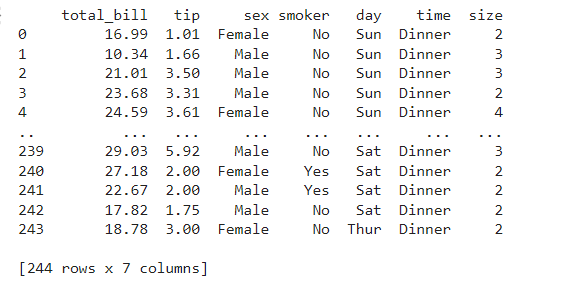 total_bill tip sex smoker day time size
0 16.99 1.01 Female No Sun Dinner 2
1 10.34 1.66 Male No Sun Dinner 3
2 21.01 3.50 Male No Sun Dinner 3
3 23.68 3.31 Male No Sun Dinner 2
4 24.59 3.61 Female No Sun Dinner 4
.. ... ... ... ... ... ... ...
239 29.03 5.92 Male No Sat Dinner 3
240 27.18 2.00 Female Yes Sat Dinner 2
241 22.67 2.00 Male Yes Sat Dinner 2
242 17.82 1.75 Male No Sat Dinner 2
243 18.78 3.00 Female No Thur Dinner 2
[244 rows x 7 columns]